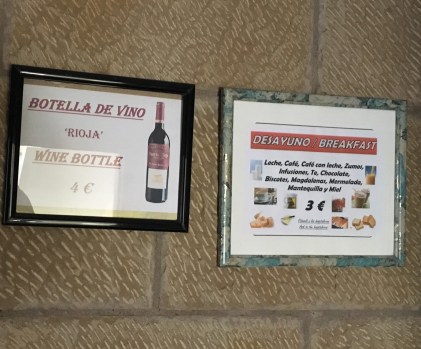 BOTELLA DE VINO
'RIOJA'
WINE BOTTLE
4 €
DESAYUNO / BREAKFAST
Leche, Café, Café con leche, Zumos,
Infusiones, Te, Chocolate,
Biscotes, Magdalenas, Mermelada,
Mantequilla y Miel
3 €